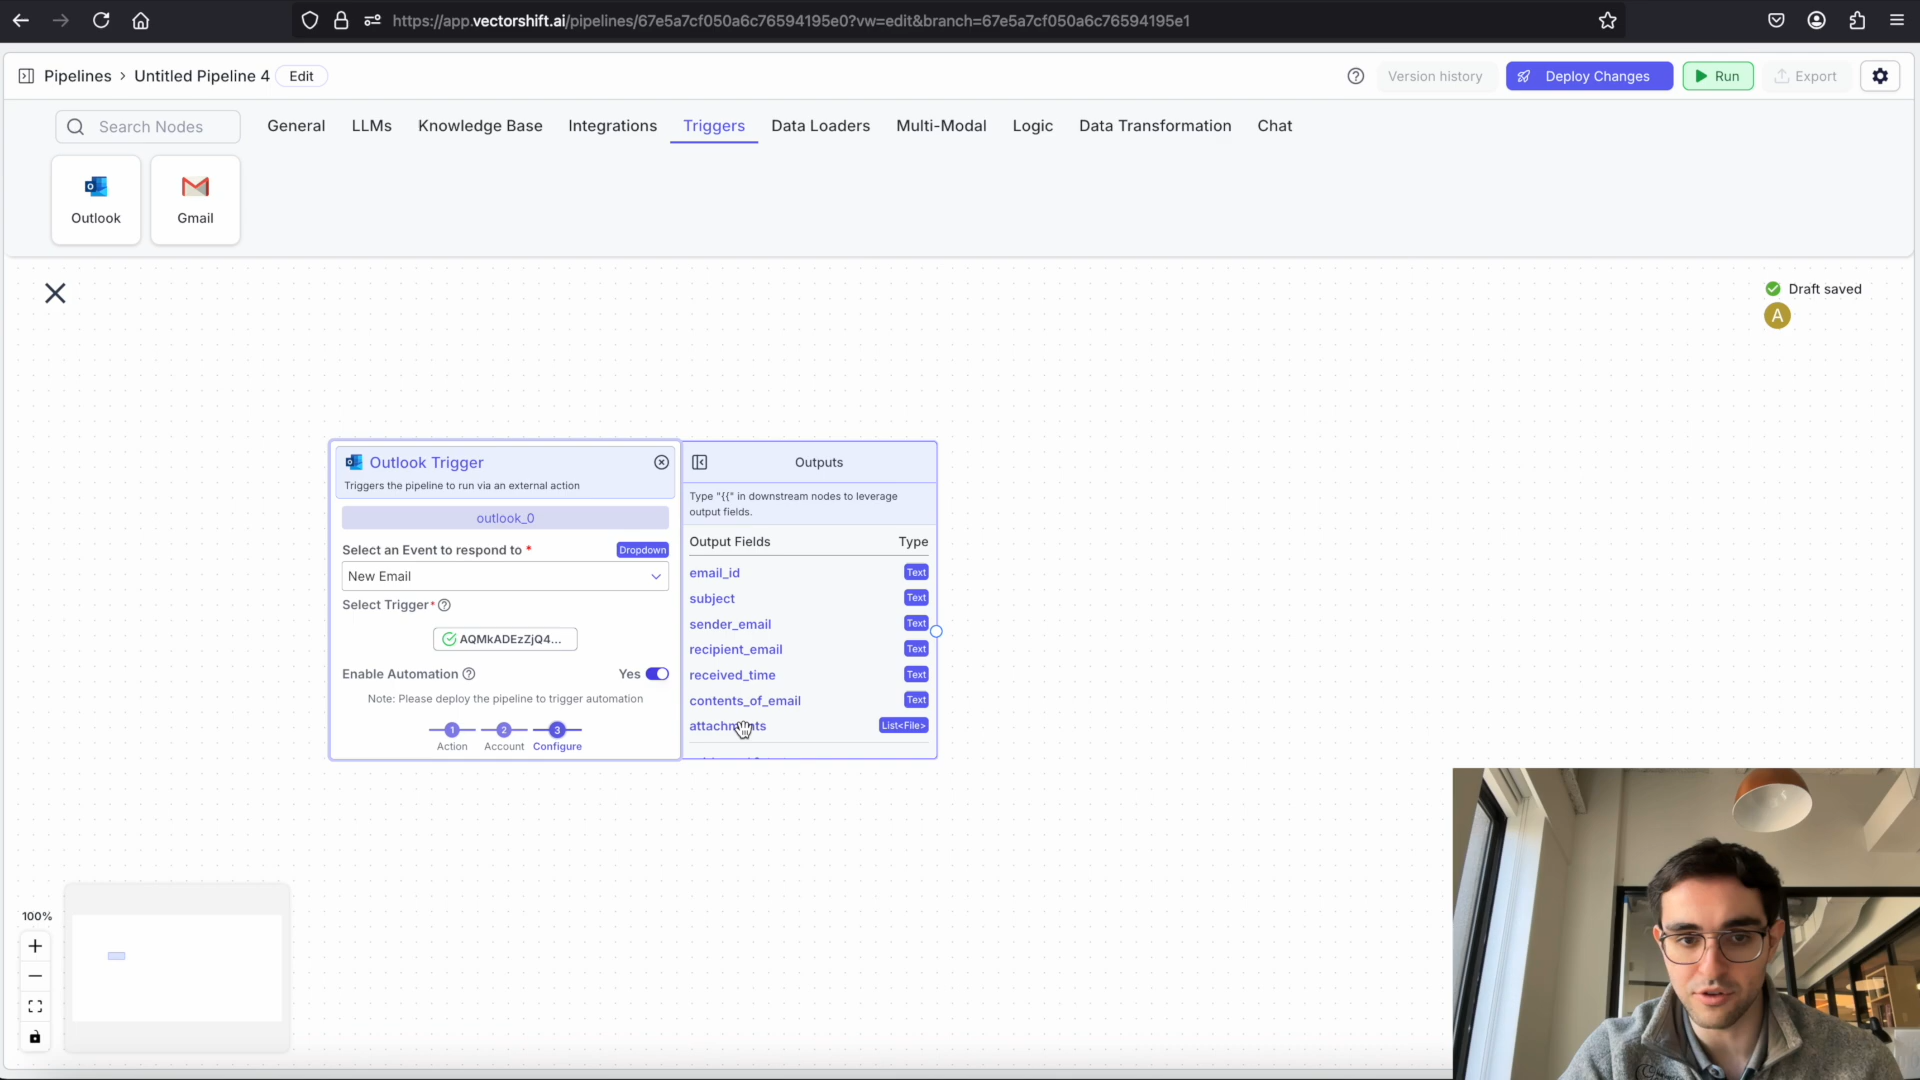 https://app.vectorshift.ai/pipelines/67e5a7cf050a6c76594195e0?vw=edit&branch=67e5a7cf050a6c76594195e1
Pipelines > Untitled Pipeline 4 Edit
Version history
Deploy Changes
Run
Export
Search Nodes
General
LLMs
Knowledge Base
Integrations
Triggers
Data Loaders
Multi-Modal
Logic
Data Transformation
Chat
Outlook
Gmail
Draft saved
A
Outlook Trigger
Triggers the pipeline to run via an external action
outlook_0
Select an Event to respond to *
Dropdown
New Email
Select Trigger*
AQMkADEzZjQ4...
Enable Automation
Yes
Note: Please deploy the pipeline to trigger automation
1 2 3
Action Account Configure
Outputs
Type "{{" in downstream nodes to leverage
output fields.
Output Fields Type
email_id Text
subject Text
sender_email Text
recipient_email Text
received_time Text
contents_of_email Text
attachments List<File>
100%